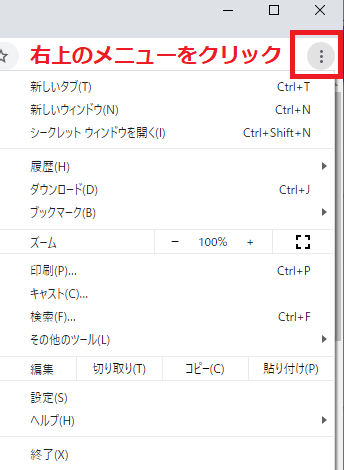 右上のメニューをクリック
新しいタブ(T) Ctrl+T
新しいウィンドウ(N) Ctrl+N
シークレット ウィンドウを開く(I) Ctrl+Shift+N
履歴(H)
ダウンロード(D) Ctrl+J
ブックマーク(B)
ズーム − 100% +
印刷(P)... Ctrl+P
キャスト(C)...
検索(F)... Ctrl+F
その他のツール(L)
編集 切り取り(T) コピー(C) 貼り付け(P)
設定(S)
ヘルプ(H)
終了(X)